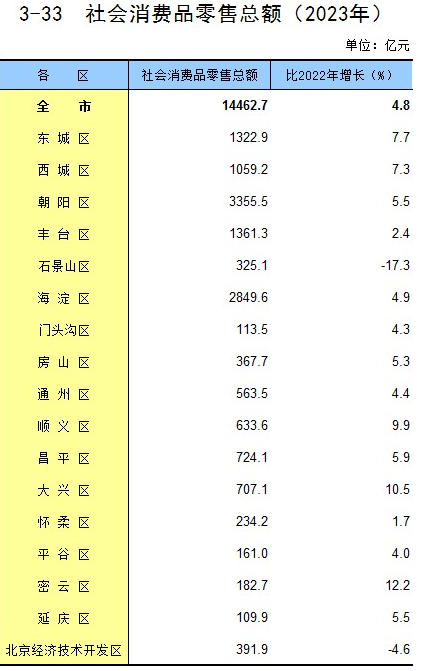 3-33 社会消费品零售总额（2023年）
单位：亿元
各 区 社会消费品零售总额 比2022年增长（%）
全 市 14462.7 4.8
东 城 区 1322.9 7.7
西 城 区 1059.2 7.3
朝 阳 区 3355.5 5.5
丰 台 区 1361.3 2.4
石景山区 325.1 -17.3
海 淀 区 2849.6 4.9
门头沟区 113.5 4.3
房 山 区 367.7 5.3
通 州 区 563.5 4.4
顺 义 区 633.6 9.9
昌 平 区 724.1 5.9
大 兴 区 707.1 10.5
怀 柔 区 234.2 1.7
平 谷 区 161.0 4.0
密 云 区 182.7 12.2
延 庆 区 109.9 5.5
北京经济技术开发区 391.9 -4.6